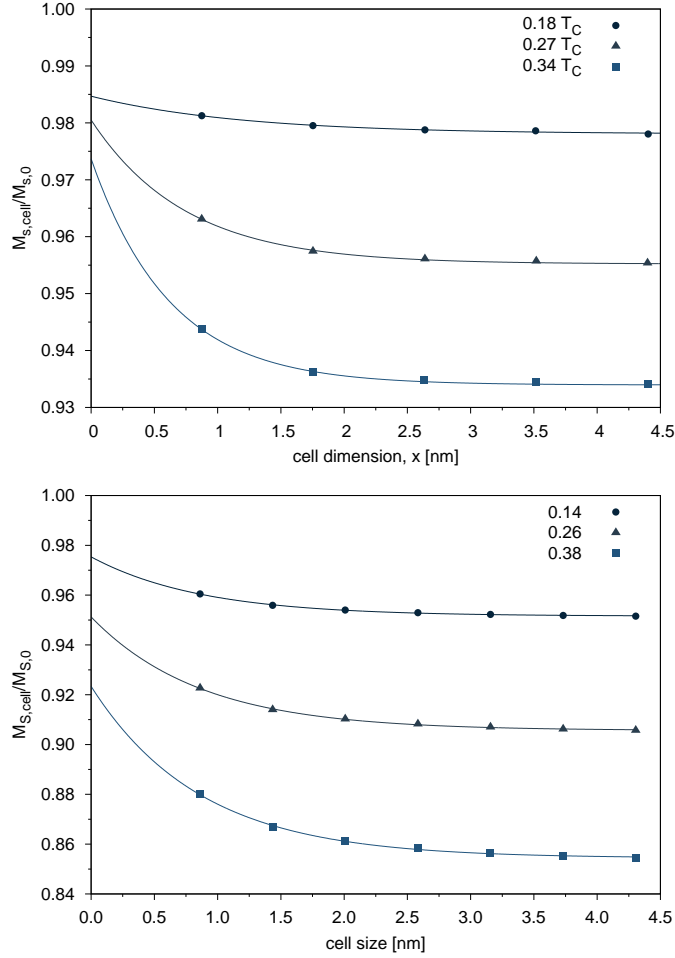 1.00
0.99
0.98
0.97
0.96
0.95
0.94
0.93
M_{s,cell}/M_{s,0}
0.18 T_C
0.27 T_C
0.34 T_C
0 0.5 1 1.5 2 2.5 3 3.5 4 4.5
cell dimension, x [nm]
1.00
0.98
0.96
0.94
0.92
0.90
0.88
0.86
0.84
M_{S,cell}/M_{S,0}
0.14
0.26
0.38
0.0 0.5 1.0 1.5 2.0 2.5 3.0 3.5 4.0 4.5
cell size [nm]